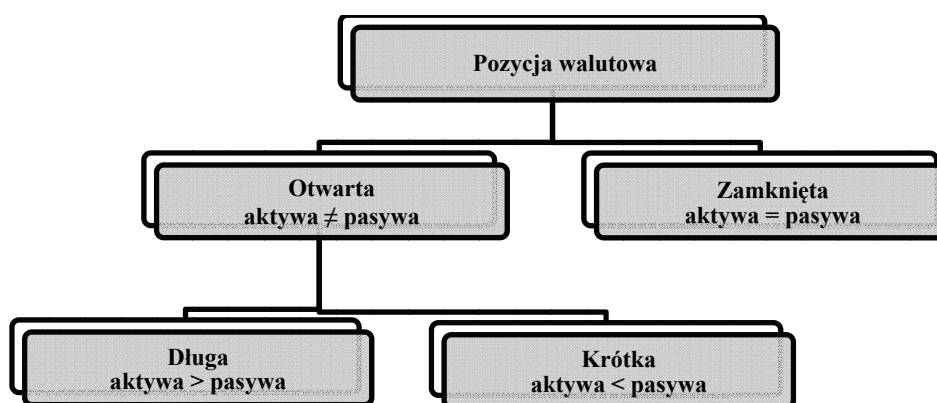 Pozycja walutowa
Otwarta
aktywa ≠ pasywa
Zamknięta
aktywa = pasywa
Długa
aktywa > pasywa
Krótka
aktywa < pasywa